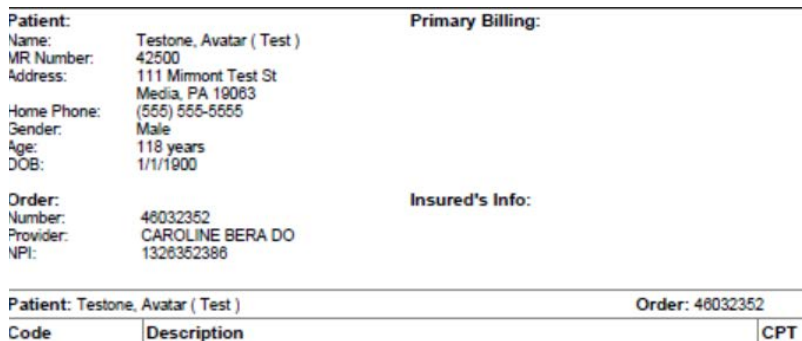 Patient: Primary Billing:
Name: Testone, Avatar ( Test )
MR Number: 42500
Address: 111 Mirmont Test St
Media, PA 19063
Home Phone: (555) 555-5555
Gender: Male
Age: 118 years
DOB: 1/1/1900
Order: Insured's Info:
Number: 46032352
Provider: CAROLINE BERA DO
NPI: 1326352386
Patient: Testone, Avatar ( Test ) Order: 46032352
Code Description CPT